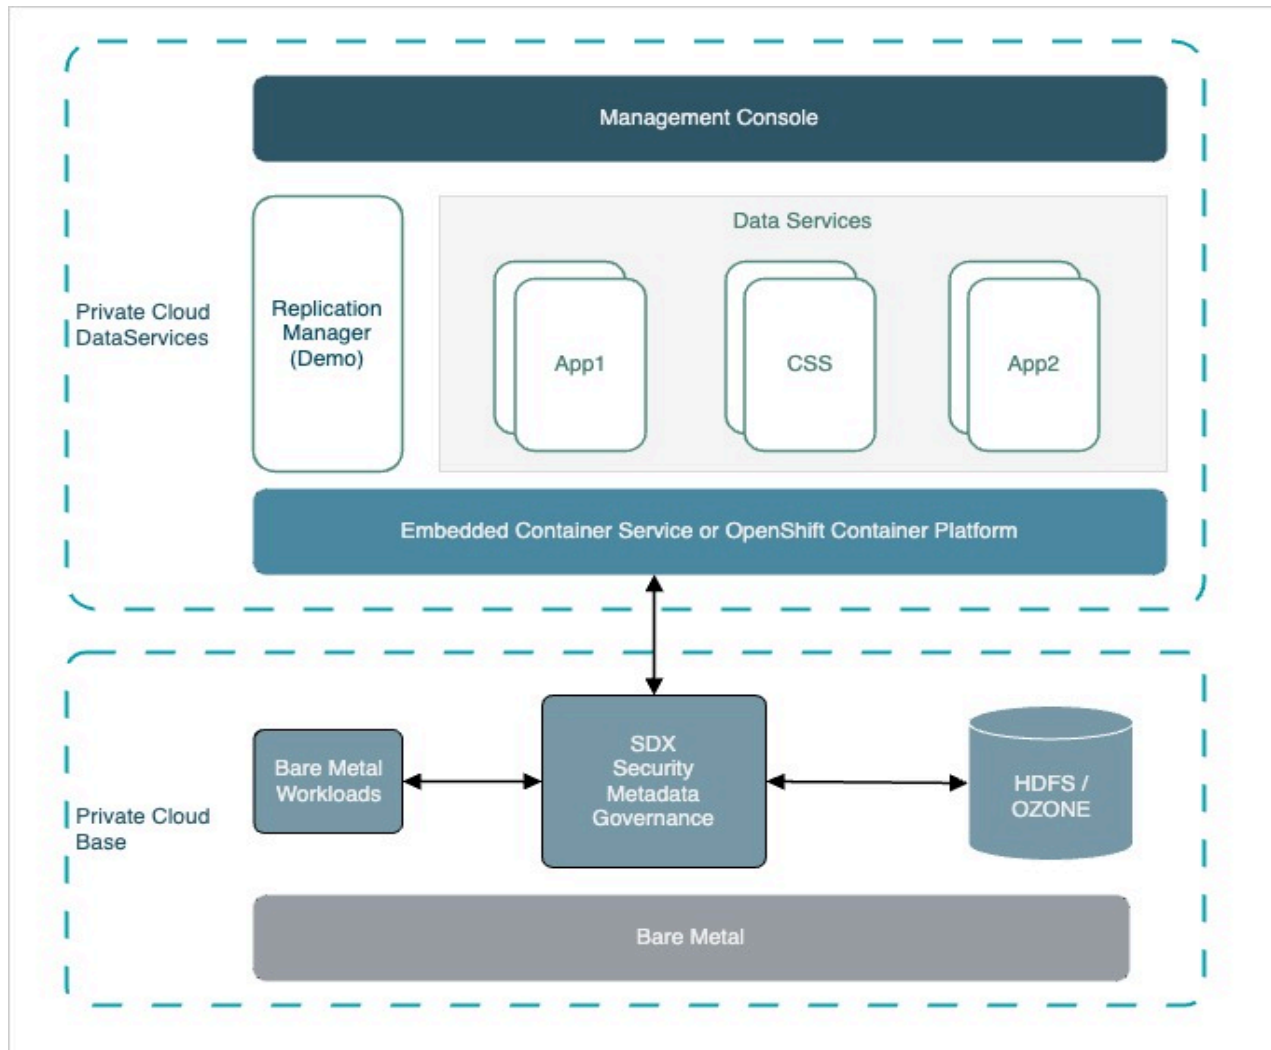 Management Console
Private Cloud
DataServices
Replication
Manager
(Demo)
Data Services
App1
CSS
App2
Embedded Container Service or OpenShift Container Platform
Private Cloud
Base
Bare Metal
Workloads
SDX
Security
Metadata
Governance
HDFS /
OZONE
Bare Metal